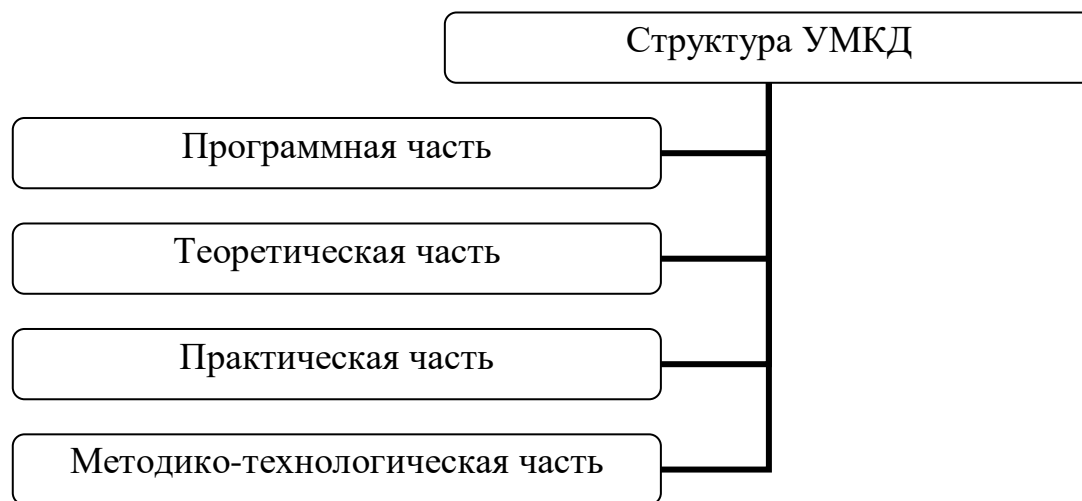 Структура УМКД
Программная часть
Теоретическая часть
Практическая часть
Методико-технологическая часть